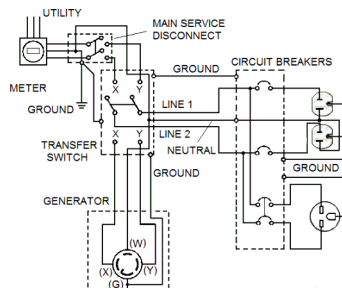 UTILITY
MAIN SERVICE
DISCONNECT
METER
GROUND
X Y
GROUND
CIRCUIT BREAKERS
LINE 1
X Y
LINE 2
NEUTRAL
TRANSFER
SWITCH
GROUND
GROUND
GENERATOR
(W)
(X) (Y)
(G)